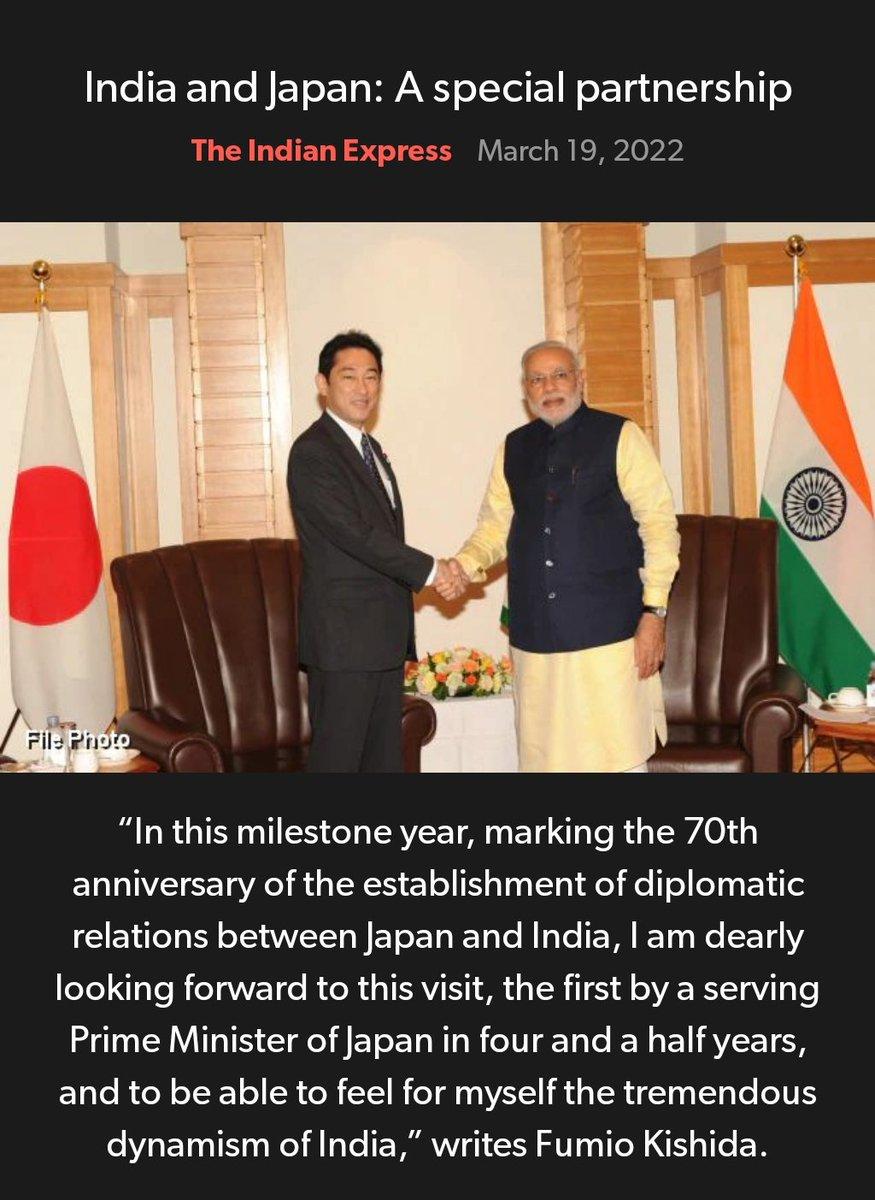 India and Japan: A special partnership
The Indian Express March 19, 2022
File Photo
“In this milestone year, marking the 70th
anniversary of the establishment of diplomatic
relations between Japan and India, I am dearly
looking forward to this visit, the first by a serving
Prime Minister of Japan in four and a half years,
and to be able to feel for myself the tremendous
dynamism of India,” writes Fumio Kishida.